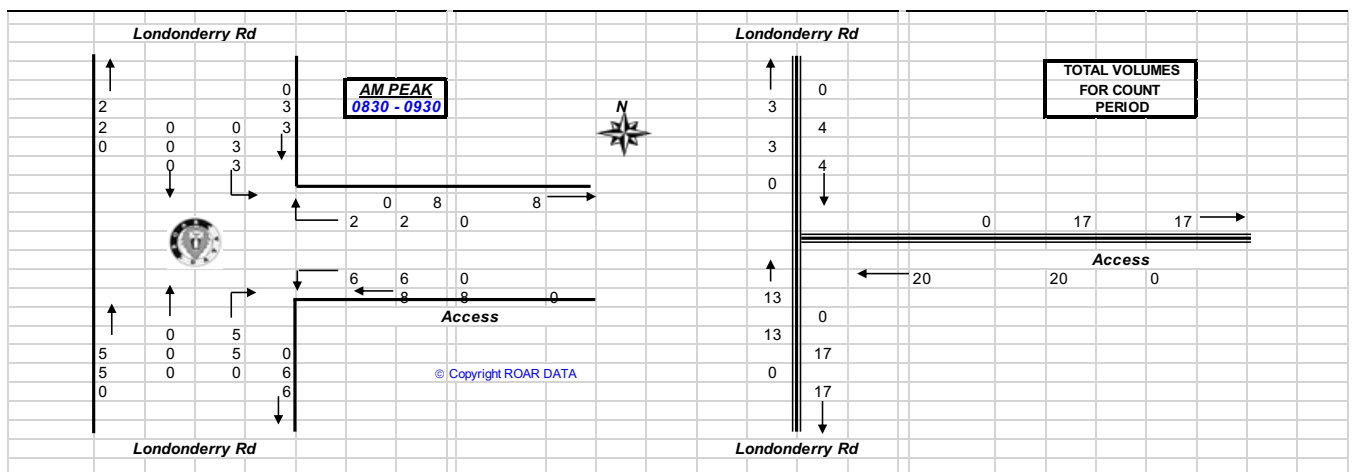 Londonderry Rd Londonderry Rd
TOTAL VOLUMES
0 AM PEAK 0 FOR COUNT
2 3 0830 - 0930 N 3 PERIOD
2 0 0 3 4
0 0 3 3
0 3 4
0
0 8 8
2 2 0 0 17 17
Access
6 6 0 20 20 0
8 8 0 13
Access 0
0 5 13
5 0 5 0 17
5 0 0 6 © Copyright ROAR DATA 0
0 6 17
Londonderry Rd Londonderry Rd